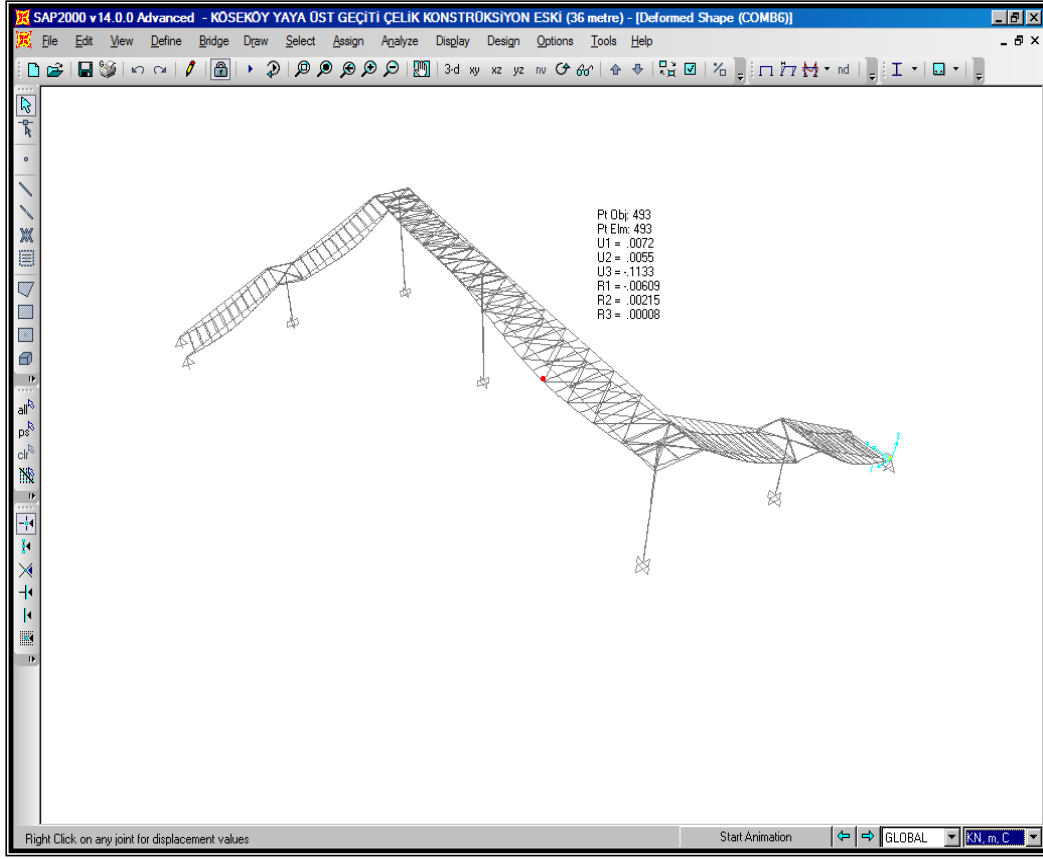 SAP2000 v14.0.0 Advanced - KÖSEKÖY YAYA ÜST GEÇİTİ ÇELİK KONSTRÜKSİYON ESKİ (36 metre) - [Deformed Shape (COMB6)]
File Edit View Define Bridge Draw Select Assign Analyze Display Design Options Tools Help
3-d xy xz yz nv nd
all
ps
clr
Pt Obj: 493
Pt Elm: 493
U1 = .0072
U2 = .0055
U3 = -.1133
R1 = -.00609
R2 = .00215
R3 = .00008
Right Click on any joint for displacement values
Start Animation
GLOBAL
KN, m, C